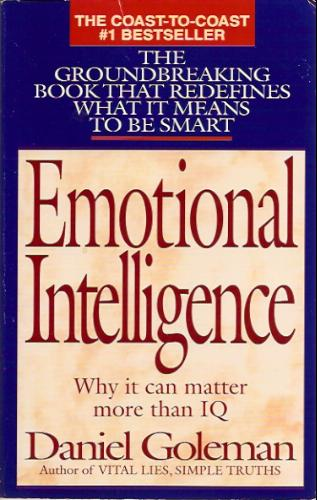 THE COAST-TO-COAST
#1 BESTSELLER
THE
GROUNDBREAKING
BOOK THAT REDEFINES
WHAT IT MEANS
TO BE SMART
Emotional
Intelligence
Why it can matter
more than IQ
Daniel Goleman
Author of VITAL LIES, SIMPLE TRUTHS